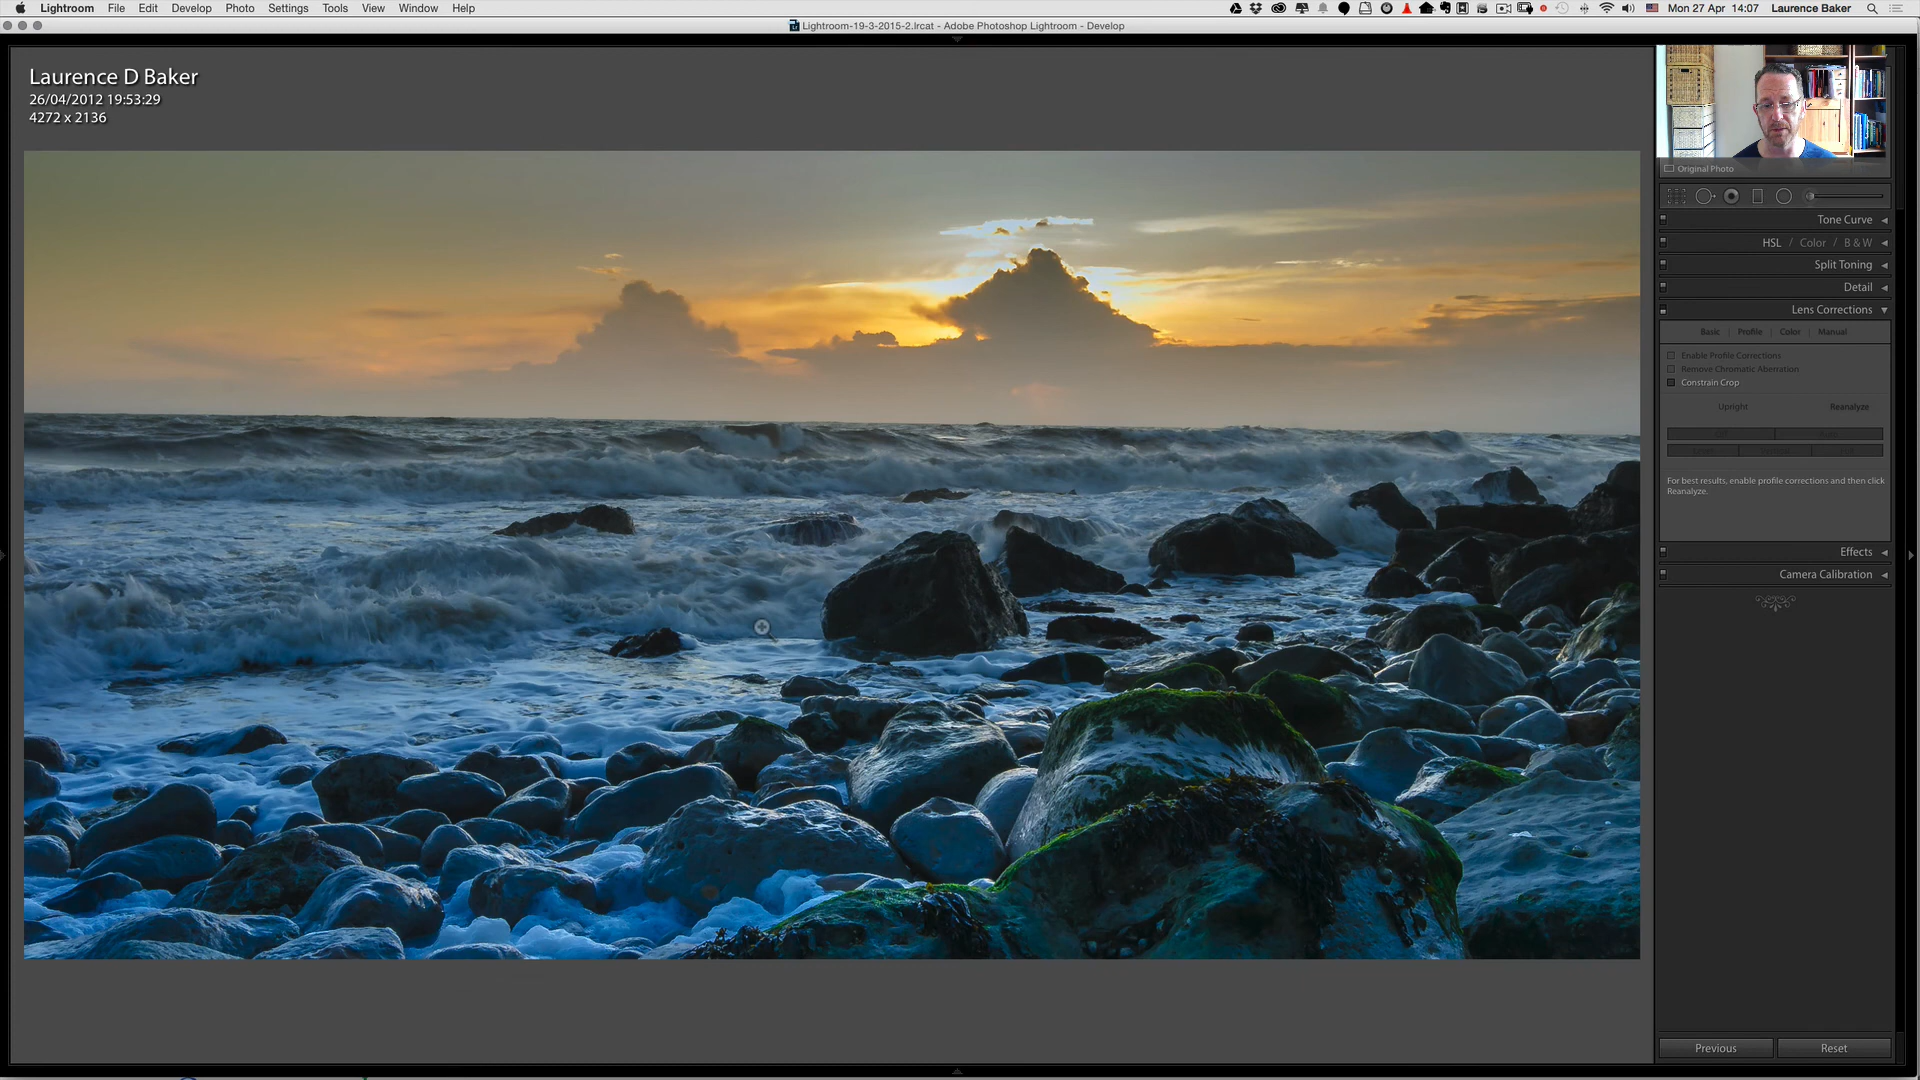 Lightroom File Edit Develop Photo Settings Tools View Window Help Mon 27 Apr 14:07 Laurence Baker
Lightroom-19-3-2015-2.lrcat - Adobe Photoshop Lightroom - Develop
Laurence D Baker
26/04/2012 19:53:29
4272 x 2136
Original Photo
Tone Curve
HSL / Color / B & W
Split Toning
Detail
Lens Corrections
Basic | Profile | Color | Manual
Enable Profile Corrections
Remove Chromatic Aberration
Constrain Crop
Upright Reanalyze
For best results, enable profile corrections and then click
Reanalyze.
Effects
Camera Calibration
Previous Reset